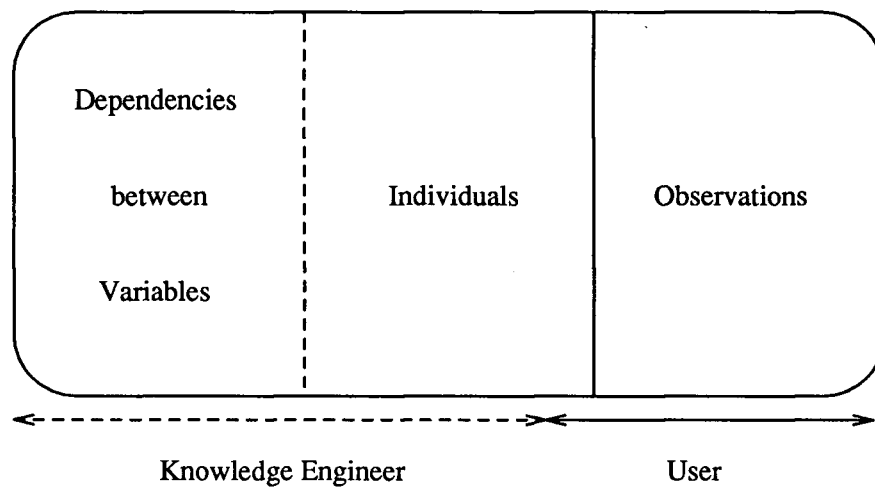 Dependencies
between
Variables
Individuals
Observations
Knowledge Engineer
User